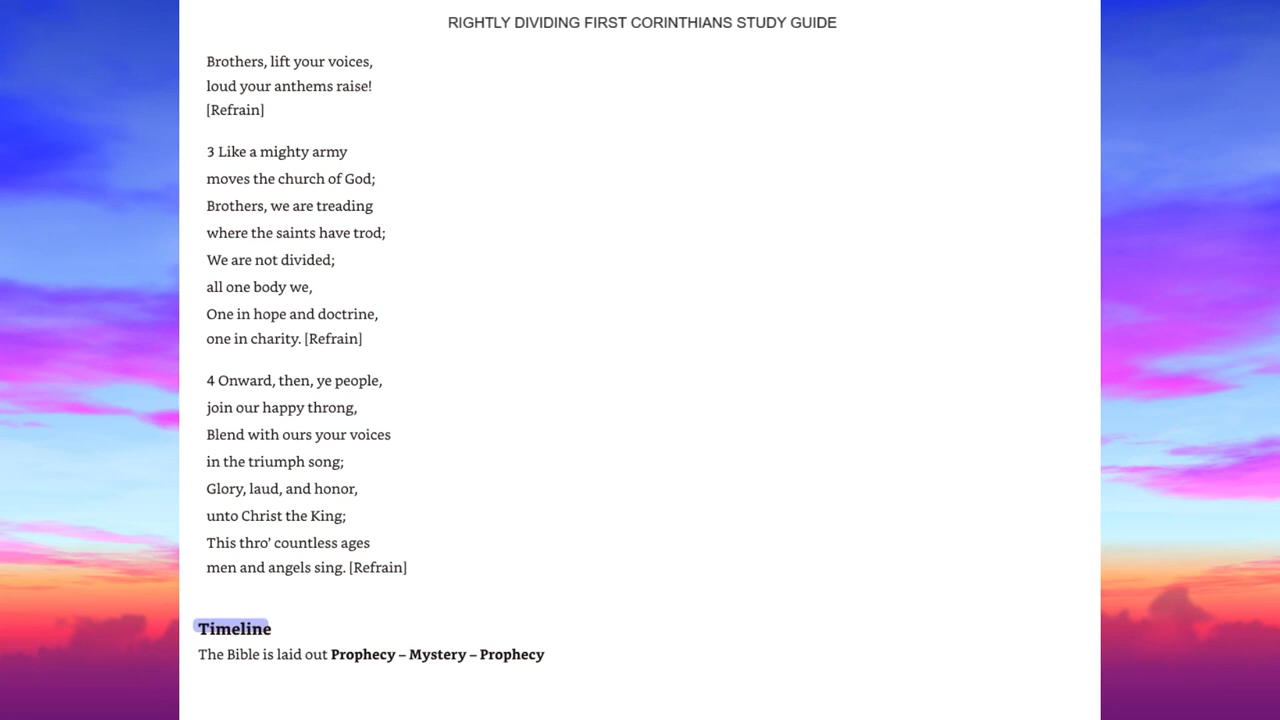 RIGHTLY DIVIDING FIRST CORINTHIANS STUDY GUIDE
Brothers, lift your voices,
loud your anthems raise!
[Refrain]
3 Like a mighty army
moves the church of God;
Brothers, we are treading
where the saints have trod;
We are not divided;
all one body we,
One in hope and doctrine,
one in charity. [Refrain]
4 Onward, then, ye people,
join our happy throng,
Blend with ours your voices
in the triumph song;
Glory, laud, and honor,
unto Christ the King;
This thro’ countless ages
men and angels sing. [Refrain]
Timeline
The Bible is laid out Prophecy – Mystery – Prophecy